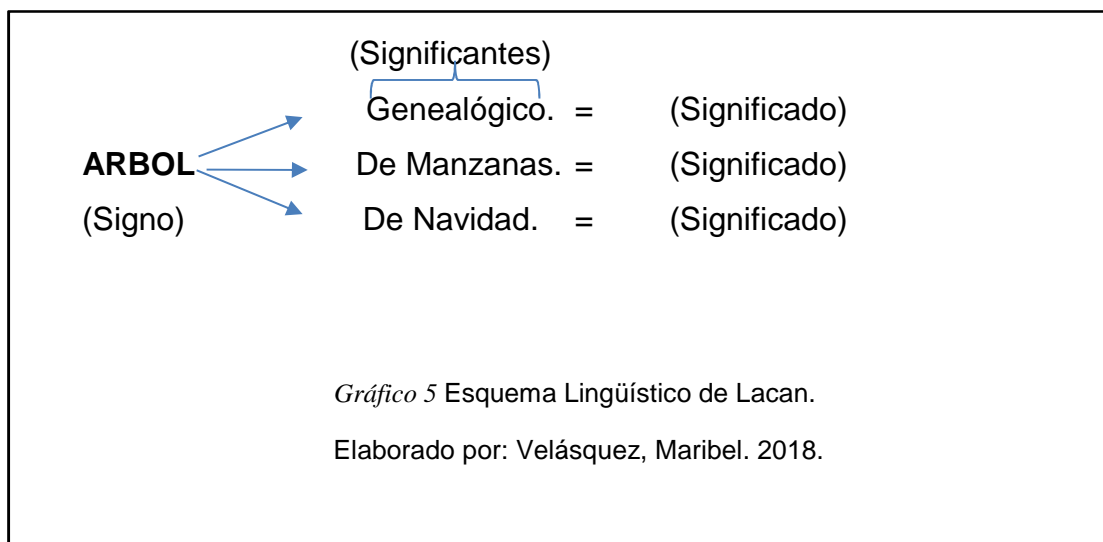 (Significantes)
Genealógico. = (Significado)
ARBOL De Manzanas. = (Significado)
(Signo) De Navidad. = (Significado)
Gráfico 5 Esquema Lingüístico de Lacan.
Elaborado por: Velásquez, Maribel. 2018.